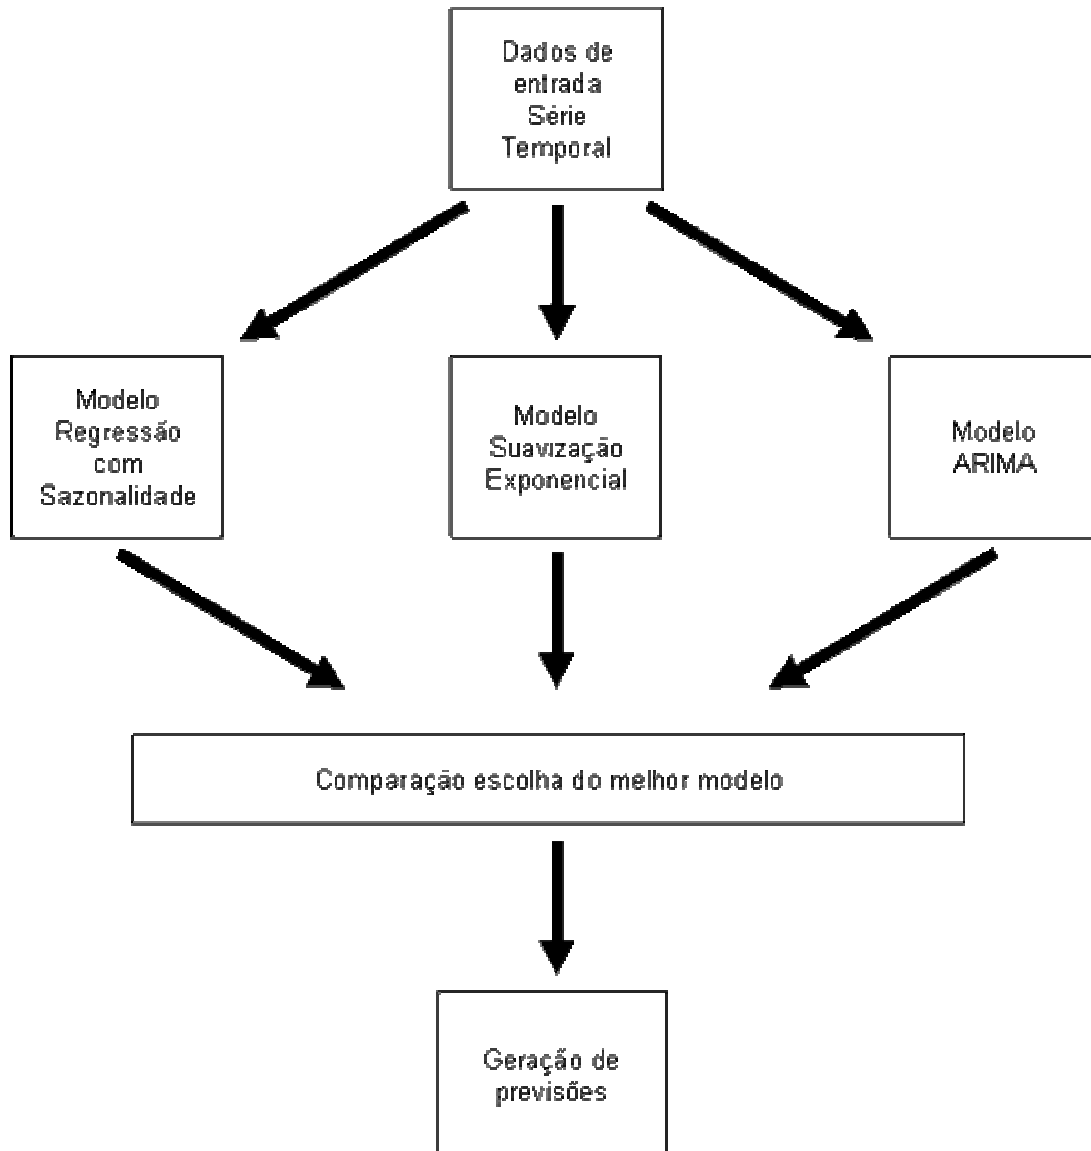 Dados de
entrada
Série
Temporal
Modelo
Regressão
com
Sazonalidade
Modelo
Suavização
Exponencial
Modelo
ARIMA
Comparação escolha do melhor modelo
Geração de
previsões